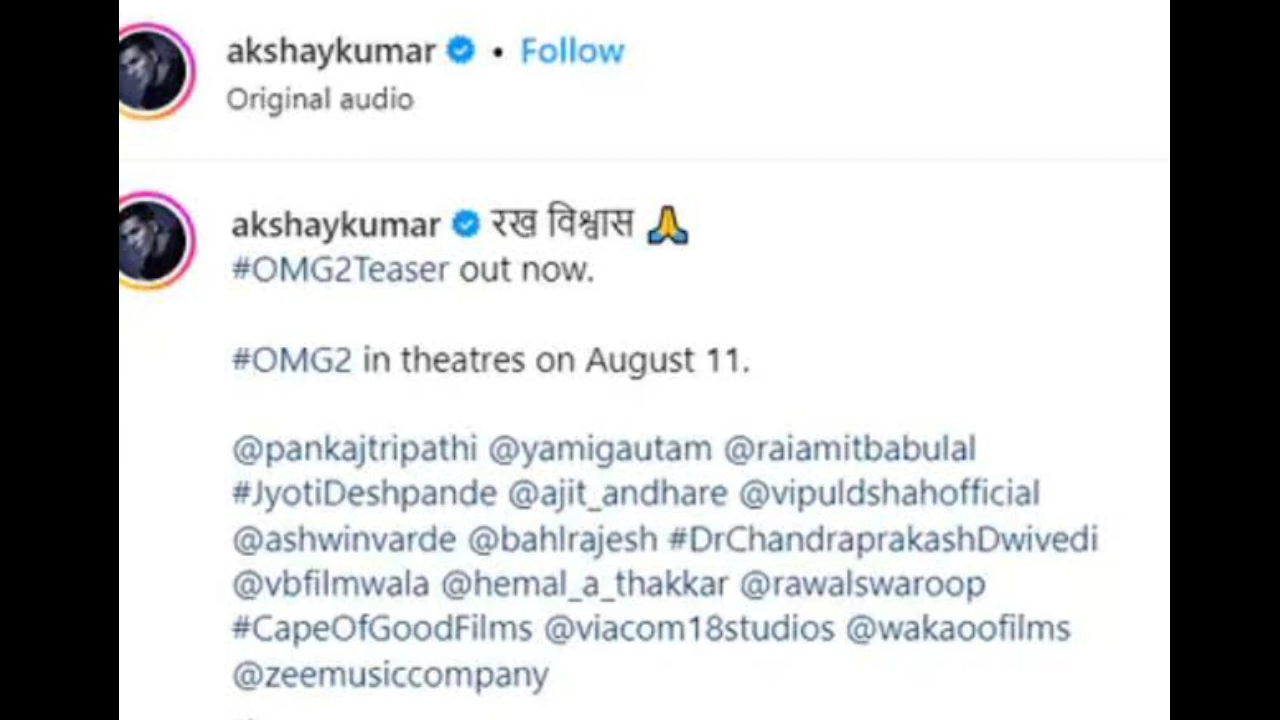 akshaykumar • Follow
Original audio
akshaykumar रख विश्वास 🙏
#OMG2Teaser out now.
#OMG2 in theatres on August 11.
@pankajtripathi @yamigautam @raiamitbabulal
#JyotiDeshpande @ajit_andhare @vipuldshahofficial
@ashwinvarde @bahlrajesh #DrChandraprakashDwivedi
@vbfilmwala @hemal_a_thakkar @rawalswaroop
#CapeOfGoodFilms @viacom18studios @wakaoofilms
@zeemusiccompany